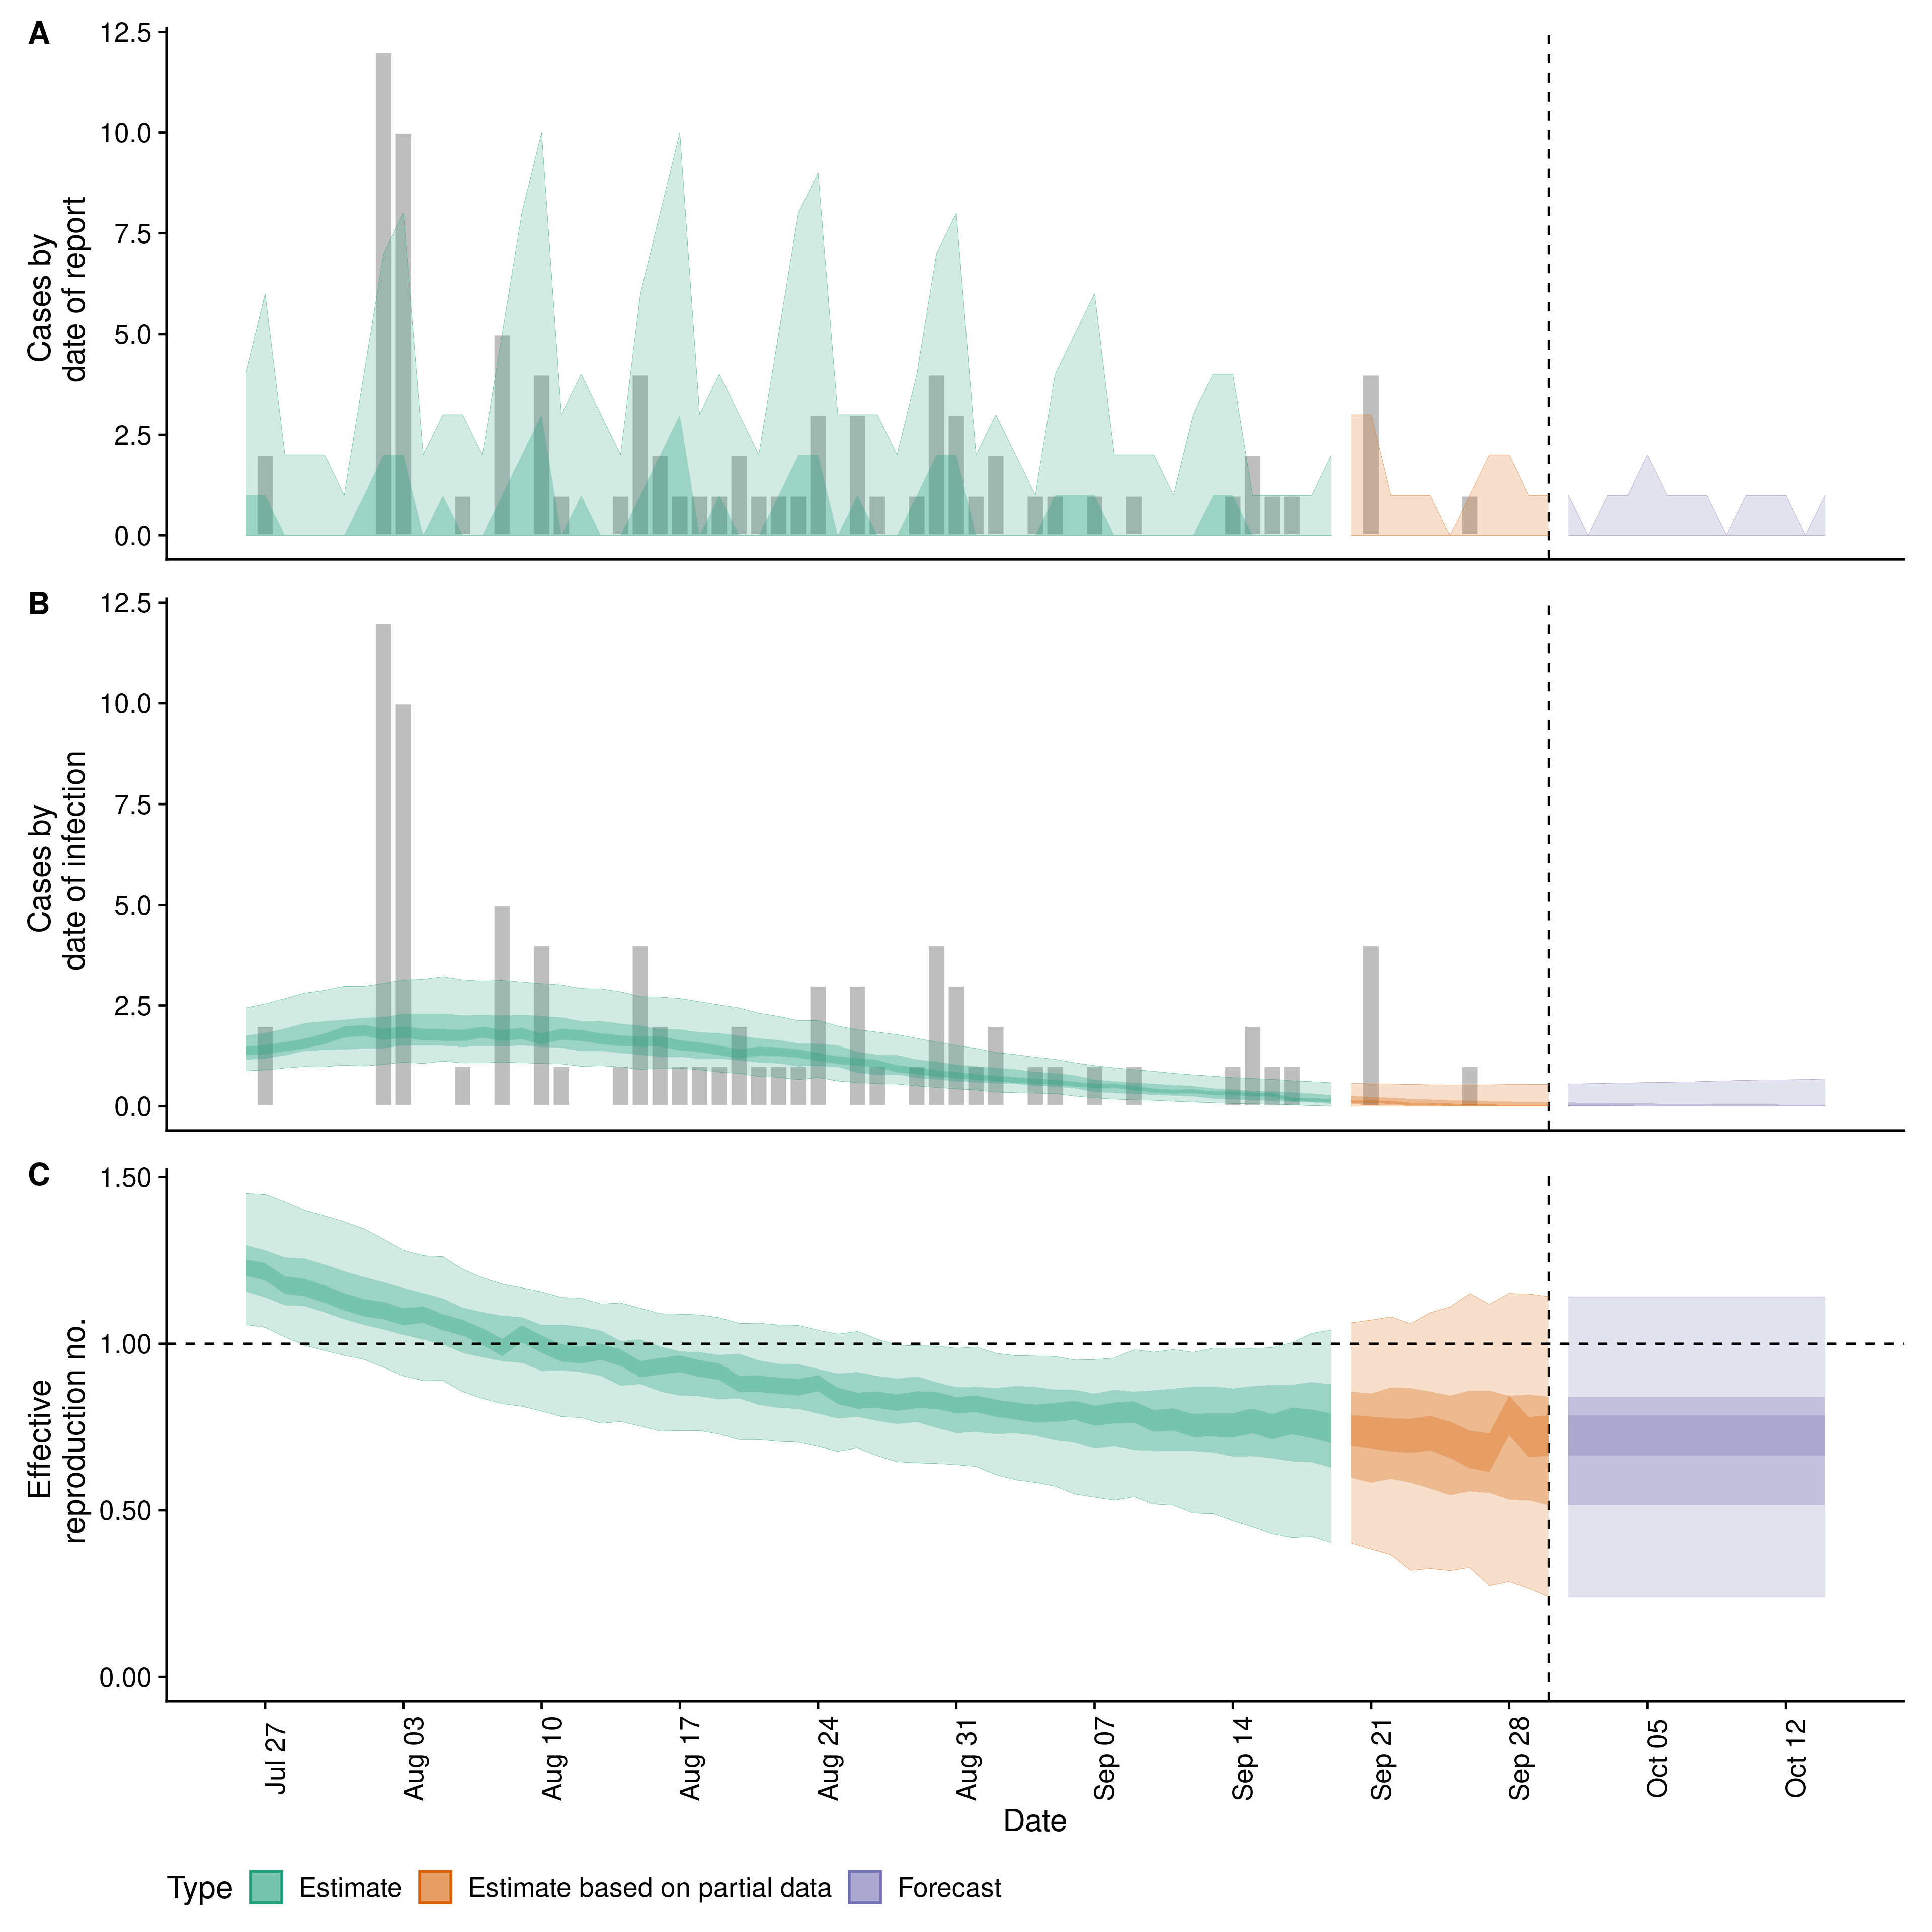 A
Cases by
date of report
12.5
10.0
7.5
5.0
2.5
0.0
B
Cases by
date of infection
12.5
10.0
7.5
5.0
2.5
0.0
C
Effective
reproduction no.
1.50
1.00
0.50
0.00
Jul 27
Aug 03
Aug 10
Aug 17
Aug 24
Aug 31
Sep 07
Sep 14
Sep 21
Sep 28
Oct 05
Oct 12
Date
Type Estimate Estimate based on partial data Forecast